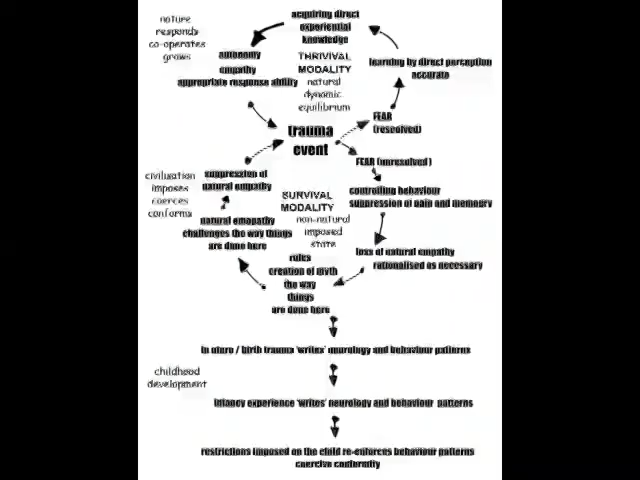 nature
responds
co-operates
grows
acquiring direct
experiential
knowledge
autonomy
empathy
appropriate response ability
THRIVAL
MODALITY
natural
dynamic
equilibrium
learning by direct perception
accurate
FEAR
(resolved)
trauma
event
FEAR (unresolved)
civilisation
imposes
coerces
conforms
suppression of
natural empathy
SURVIVAL
MODALITY
non-natural
imposed
state
controlling behaviour
suppression of pain and memory
natural emopathy
challenges the way things
are done here
loss of natural empathy
rationalised as necessary
rules
creation of myth
the way
things
are done here
in utero / birth trauma 'writes' neurology and behaviour patterns
childhood
development
infancy experience 'writes' neurology and behaviour patterns
restrictions imposed on the child re-enforces behaviour patterns
coercive conformity